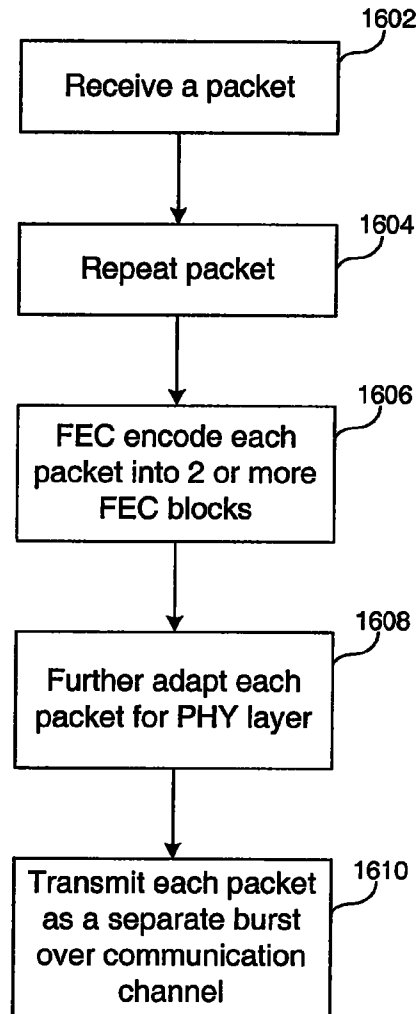 1602
Receive a packet
1604
Repeat packet
1606
FEC encode each
packet into 2 or more
FEC blocks
1608
Further adapt each
packet for PHY layer
1610
Transmit each packet
as a separate burst
over communication
channel